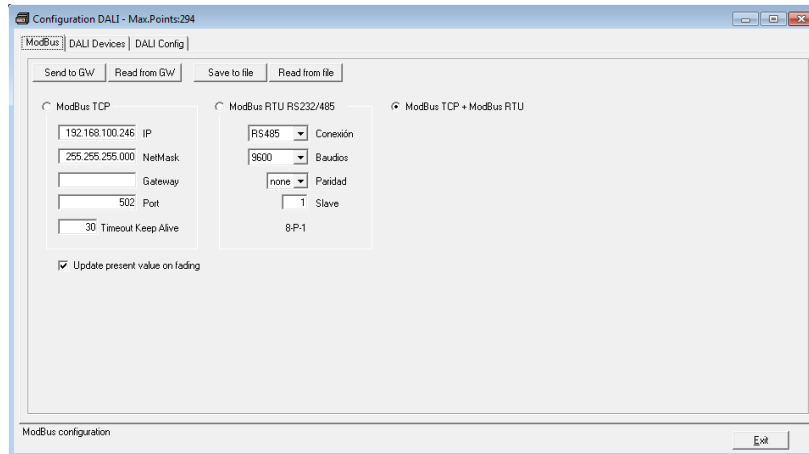 Configuration DALI - Max.Points:294
ModBus DALI Devices DALI Config
Send to GW Read from GW Save to file Read from file
ModBus TCP ModBus RTU RS232/485 ModBus TCP + ModBus RTU
192.168.100.246 IP RS485 Conexión
255.255.255.000 NetMask 9600 Baudios
Gateway none Paridad
502 Port 1 Slave
30 Timeout Keep Alive 8-P-1
Update present value on fading
ModBus configuration
Exit